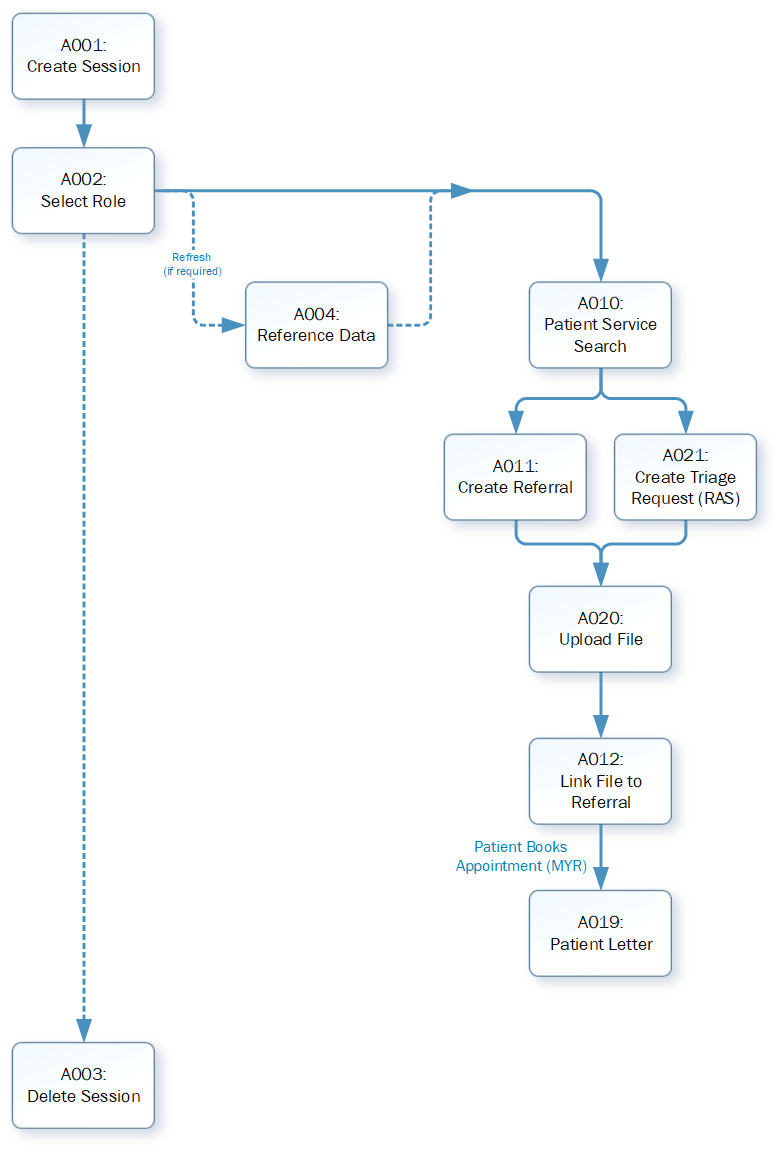 A001:
Create Session
A002:
Select Role
Refresh
(if required)
A004:
Reference Data
A010:
Patient Service
Search
A011:
Create Referral
A021:
Create Triage
Request (RAS)
A020:
Upload File
A012:
Link File to
Referral
Patient Books
Appointment (MYR)
A019:
Patient Letter
A003:
Delete Session